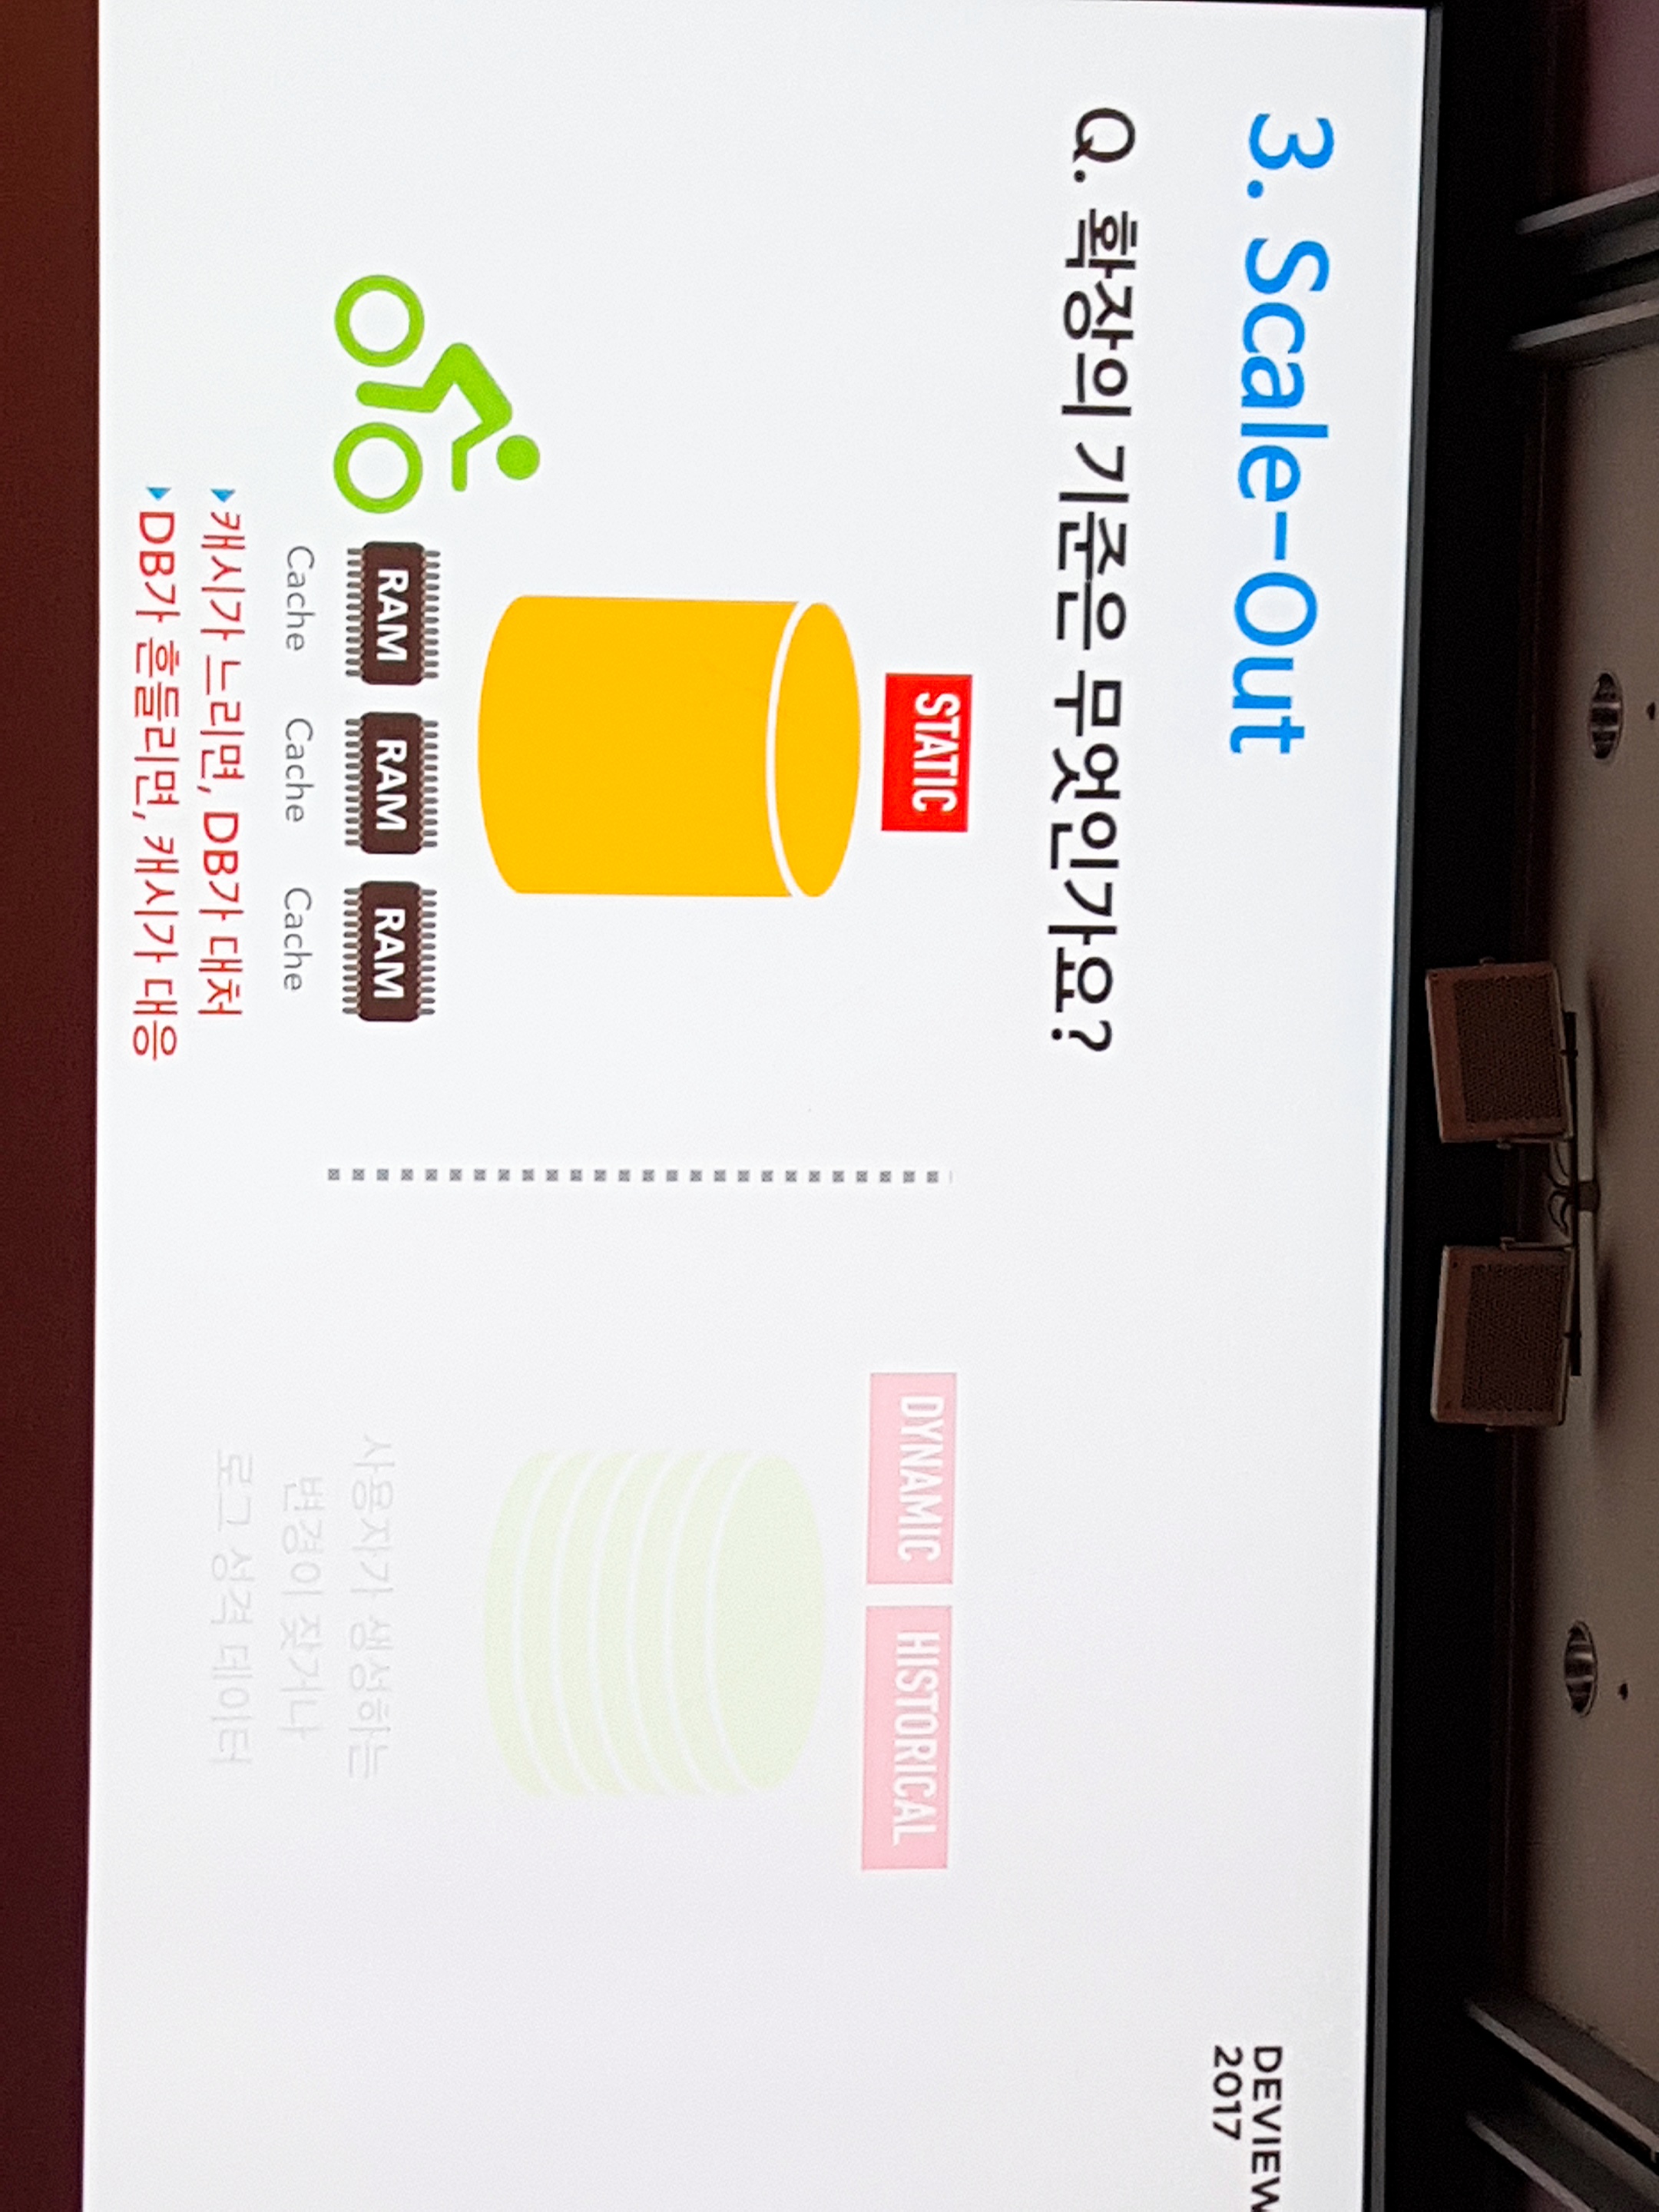 3. Scale-Out
DEVIEW
2017
Q. 확장의 기준은 무엇인가요?
STATIC
DYNAMIC
HISTORICAL
RAM
RAM
RAM
Cache
Cache
Cache
▸캐시가 느리면, DB가 대처
▸DB가 흔들리면, 캐시가 대응
사용자가 생성하는
변경이 잦거나
로그 성격 데이터